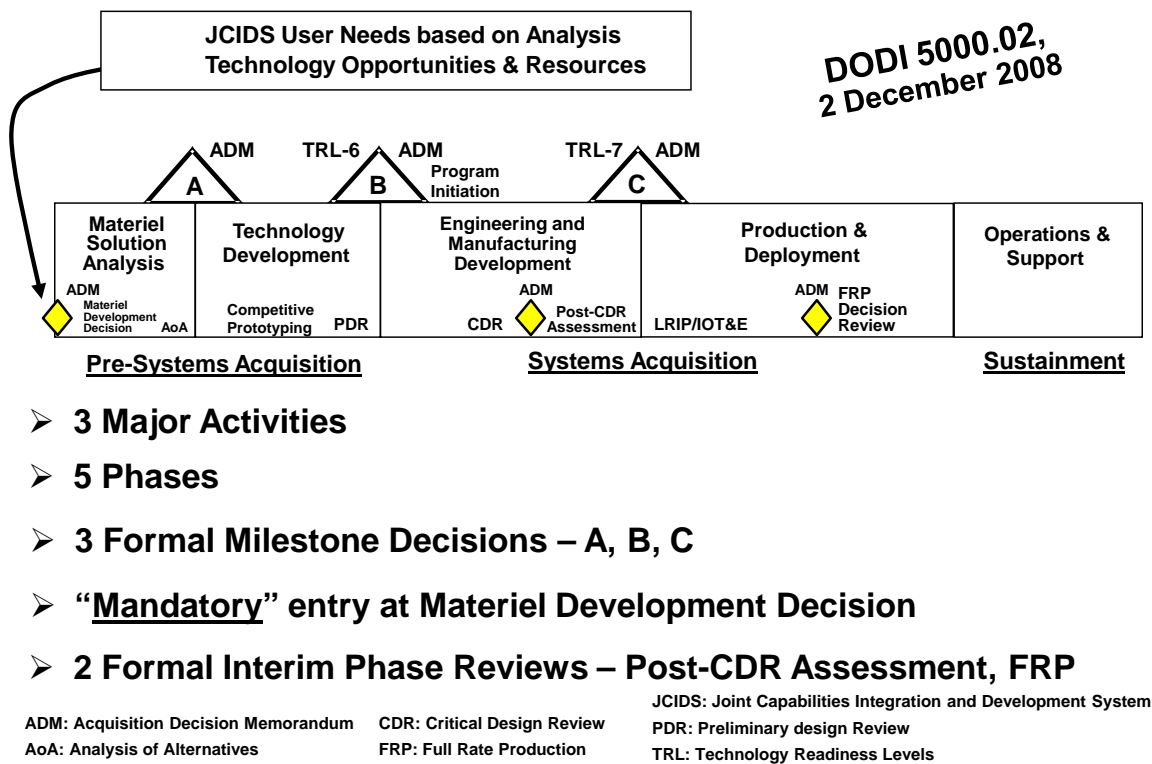 JCIDS User Needs based on Analysis
Technology Opportunities & Resources
DODI 5000.02,
2 December 2008
A
ADM
TRL-6
B
ADM
Program
Initiation
TRL-7
C
ADM
Materiel
Solution
Analysis
ADM
Materiel
Development
Decision
AoA
Technology
Development
Competitive
Prototyping
PDR
Engineering and
Manufacturing
Development
CDR
ADM
Post-CDR
Assessment
Production &
Deployment
LRIP/IOT&E
ADM
FRP
Decision
Review
Operations &
Support
Pre-Systems Acquisition
Systems Acquisition
Sustainment
➢ 3 Major Activities
➢ 5 Phases
➢ 3 Formal Milestone Decisions – A, B, C
➢ “Mandatory” entry at Materiel Development Decision
➢ 2 Formal Interim Phase Reviews – Post-CDR Assessment, FRP
ADM: Acquisition Decision Memorandum
AoA: Analysis of Alternatives
CDR: Critical Design Review
FRP: Full Rate Production
JCIDS: Joint Capabilities Integration and Development System
PDR: Preliminary design Review
TRL: Technology Readiness Levels